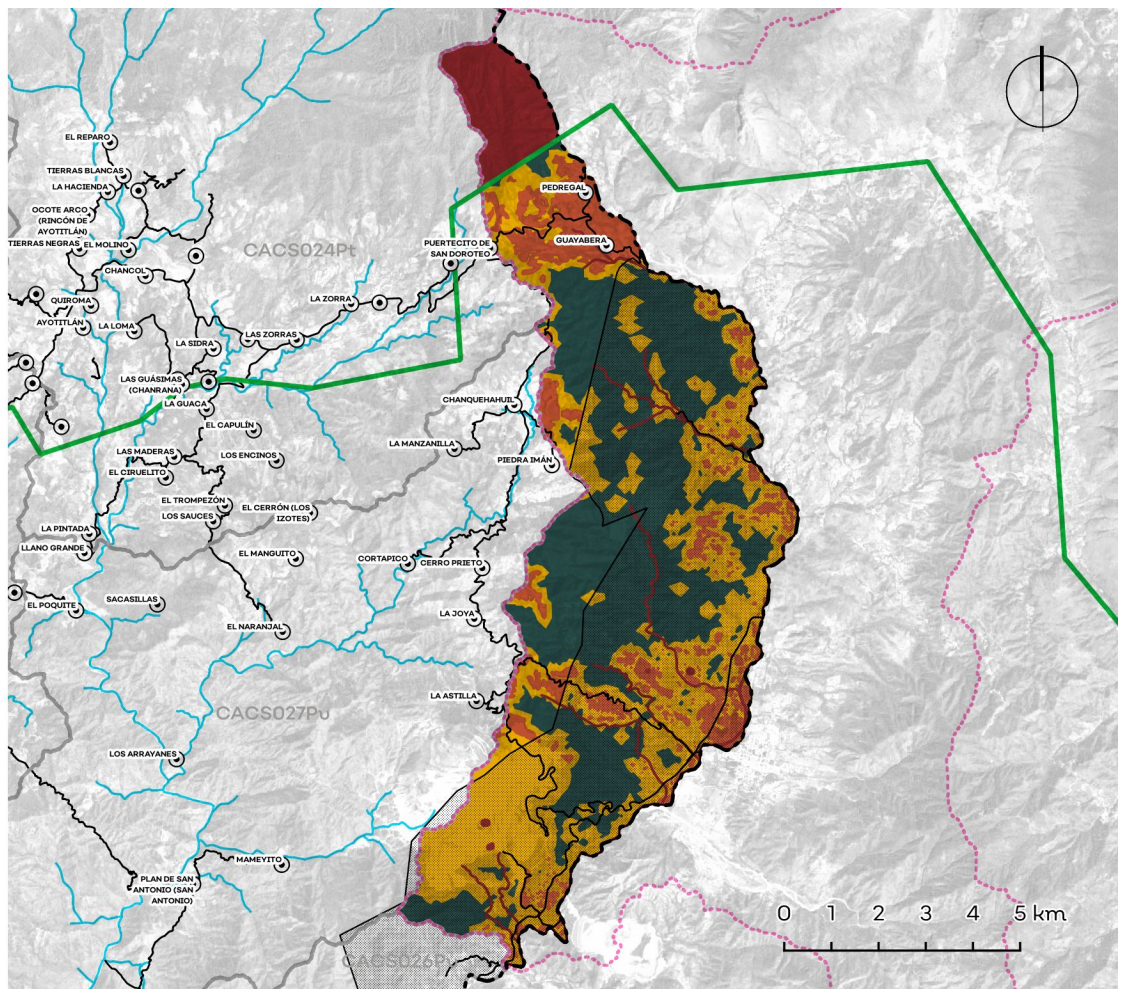 EL REPARO
TIERRAS BLANCAS
LA HACIENDA
PEDREGAL
OCOTE ARCO
(RINCÓN DE
AYOTITLÁN)
TIERRAS NEGRAS
EL MOLINO
CACS024Pt
PUERTECITO DE
SAN DOROTEO
GUAYABERA
CHANCOL
QUIROMA
LA ZORRA
AYOTITLÁN
LA LOMA
LAS ZORRAS
LA SIDRA
LAS GUÁSIMAS
(CHANRANA)
LA GUACA
CHANQUEHAHUIL
EL CAPULÍN
LA MANZANILLA
LAS MADERAS
LOS ENCINOS
PIEDRA IMÁN
EL CIRUELITO
EL TROMPEZÓN
LOS SAUCES
EL CERRÓN (LOS
IZOTES)
LA PINTADA
LLANO GRANDE
EL MANGUITO
CORTAPICO
CERRO PRIETO
EL POQUITE
SACASILLAS
LA JOYA
EL NARANJAL
LA ASTILLA
CACS027Pu
LOS ARRAYANES
MAMEYITO
PLAN DE SAN
ANTONIO (SAN
ANTONIO)
0 1 2 3 4 5 km